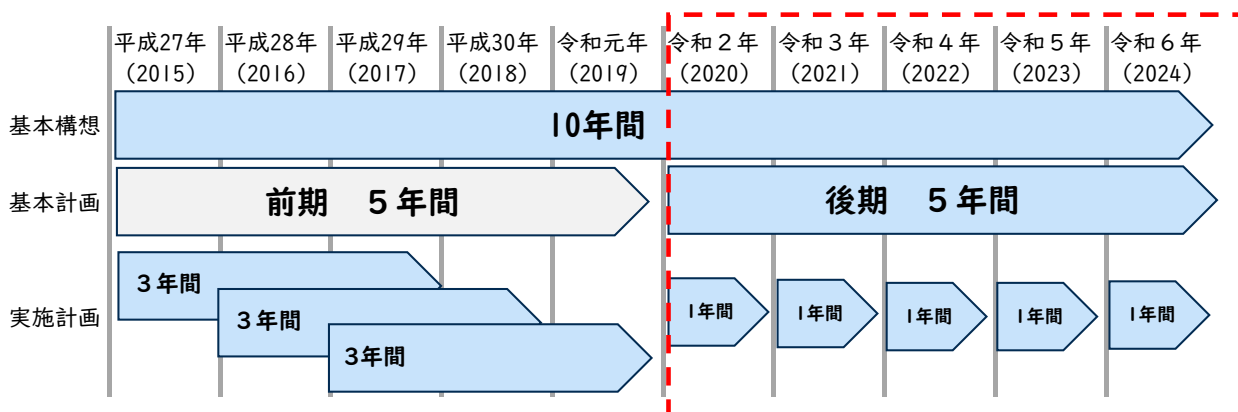 平成27年 平成28年 平成29年 平成30年 令和元年 令和２年 令和３年 令和４年 令和５年 令和６年
(2015) (2016) (2017) (2018) (2019) (2020) (2021) (2022) (2023) (2024)
基本構想 10年間
基本計画 前期　５年間 後期　５年間
３年間
実施計画 ３年間 1年間 1年間 1年間 1年間 1年間
３年間